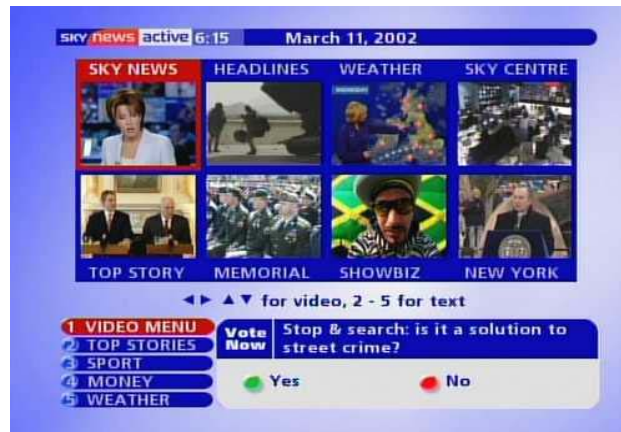 sky news active 6:15 March 11, 2002
SKY NEWS HEADLINES WEATHER SKY CENTRE
WEDNESDAY
TOP STORY MEMORIAL SHOWBIZ NEW YORK
◄ ► ▲ ▼ for video, 2 - 5 for text
1 VIDEO MENU
2 TOP STORIES
3 SPORT
4 MONEY
5 WEATHER
Vote Now
Stop & search: is it a solution to
street crime?
Yes No